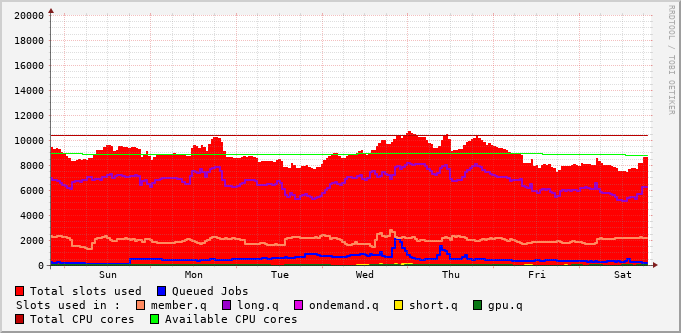 20000
18000
16000
14000
12000
10000
8000
6000
4000
2000
0
Sun Mon Tue Wed Thu Fri Sat
RRDTOOL / TOBI OETIKER
Total slots used Queued Jobs
Slots used in : member.q long.q ondemand.q short.q gpu.q
Total CPU cores Available CPU cores